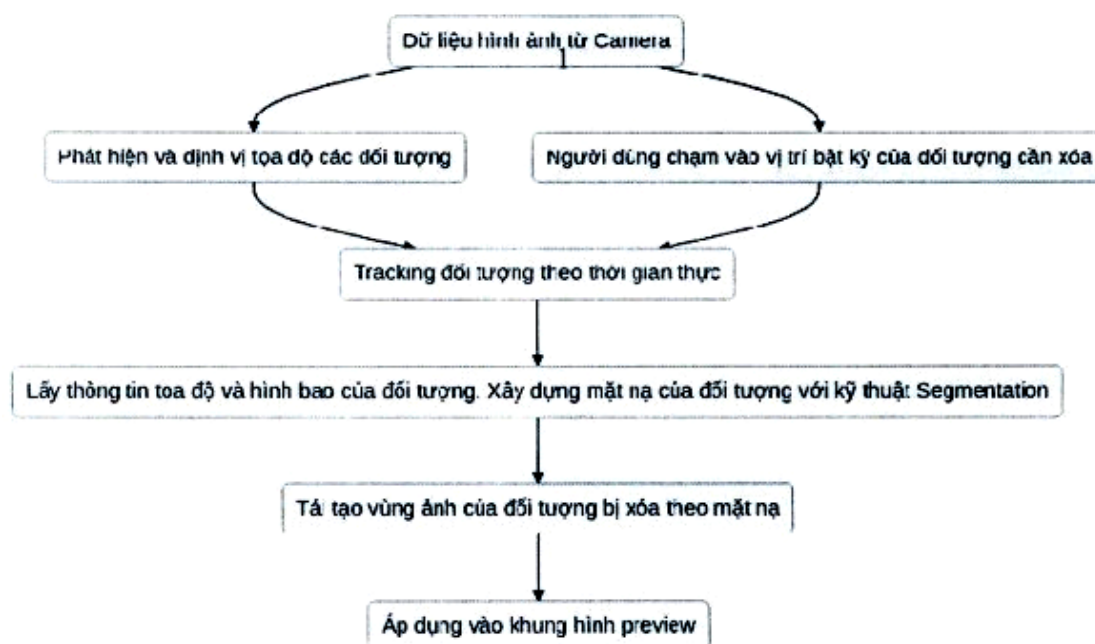 Dữ liệu hình ảnh từ Camera
Phát hiện và định vị tọa độ các đối tượng
Người dùng chạm vào vị trí bất kỳ của đối tượng cần xóa
Tracking đối tượng theo thời gian thực
Lấy thông tin toạ độ và hình bao của đối tượng. Xây dựng mặt nạ của đối tượng với kỹ thuật Segmentation
Tái tạo vùng ảnh của đối tượng bị xóa theo mặt nạ
Áp dụng vào khung hình preview